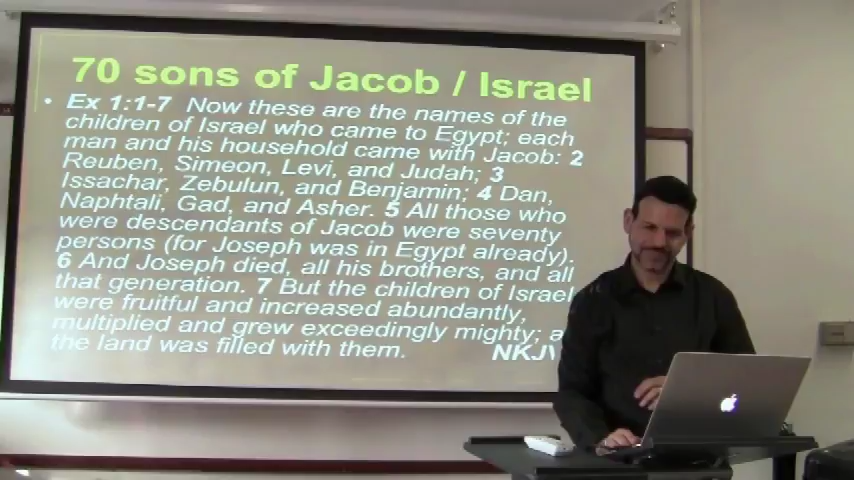 70 sons of Jacob / Israel
• Ex 1:1-7 Now these are the names of the
children of Israel who came to Egypt; each
man and his household came with Jacob: 2
Reuben, Simeon, Levi, and Judah; 3
Issachar, Zebulun, and Benjamin; 4 Dan,
Naphtali, Gad, and Asher. 5 All those who
were descendants of Jacob were seventy
persons (for Joseph was in Egypt already).
6 And Joseph died, all his brothers, and all
that generation. 7 But the children of Israel
were fruitful and increased abundantly,
multiplied and grew exceedingly mighty;
the land was filled with them. NKJV